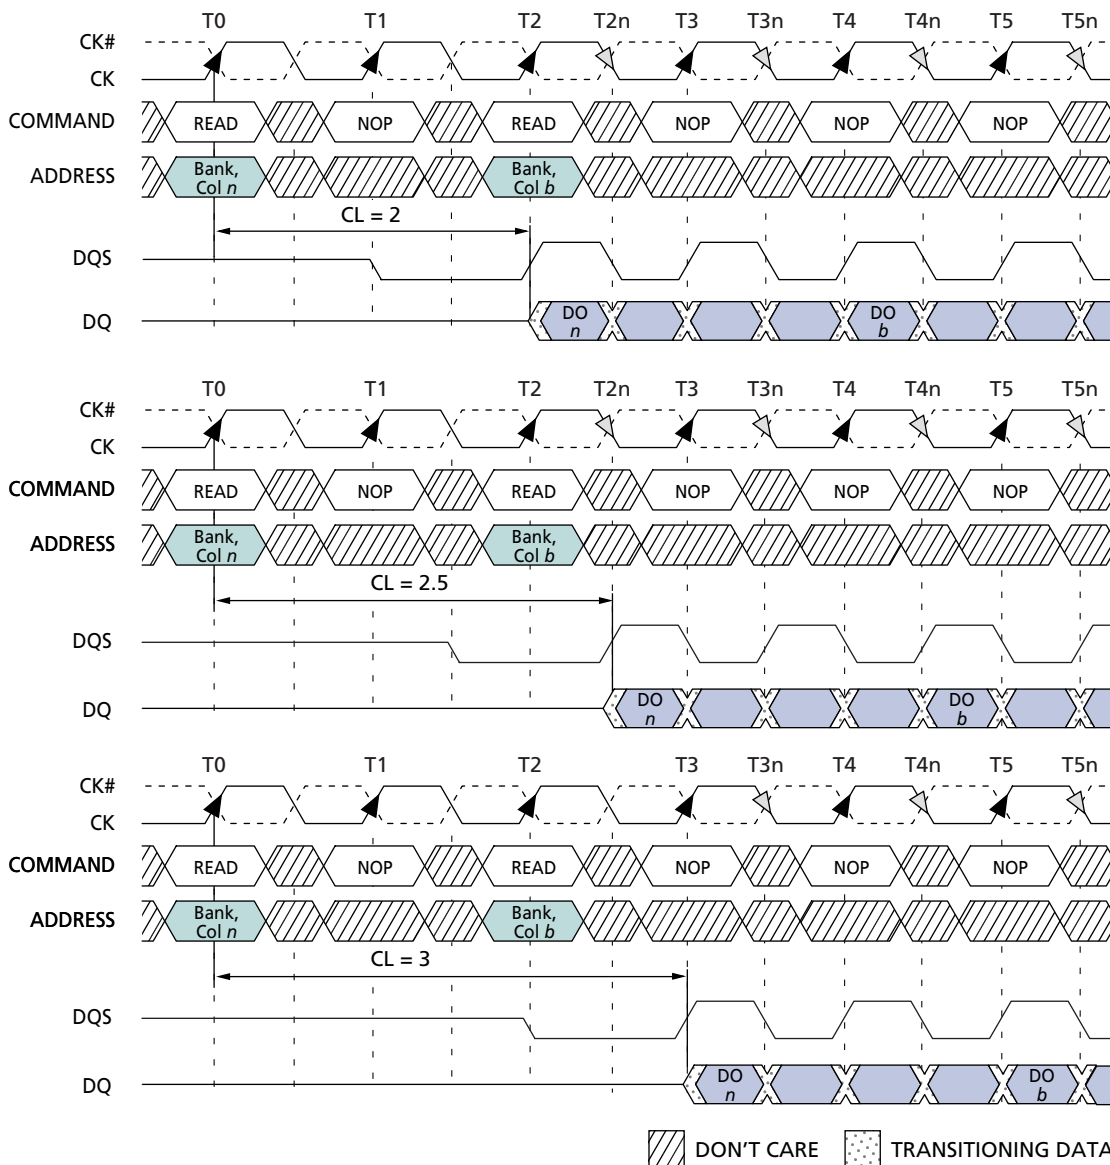 T0 T1 T2 T2n T3 T3n T4 T4n T5 T5n
CK#
CK
COMMAND READ NOP READ NOP NOP NOP
ADDRESS Bank, Col n Bank, Col b
CL = 2
DQS
DQ DO n DO b
T0 T1 T2 T2n T3 T3n T4 T4n T5 T5n
CK#
CK
COMMAND READ NOP READ NOP NOP NOP
ADDRESS Bank, Col n Bank, Col b
CL = 2.5
DQS
DQ DO n DO b
T0 T1 T2 T3 T3n T4 T4n T5 T5n
CK#
CK
COMMAND READ NOP READ NOP NOP NOP
ADDRESS Bank, Col n Bank, Col b
CL = 3
DQS
DQ DO n DO b
DON'T CARE TRANSITIONING DATA